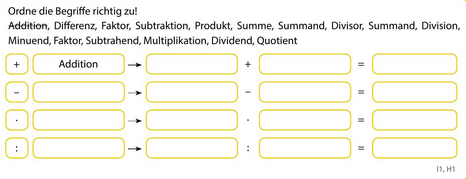 Ordne die Begriffe richtig zu!
Addition, Differenz, Faktor, Subtraktion, Produkt, Summe, Summand, Divisor, Summand, Division,
Minuend, Faktor, Subtrahend, Multiplikation, Dividend, Quotient
+ Addition → + =
– → – =
· → · =
: → : =
I1, H1